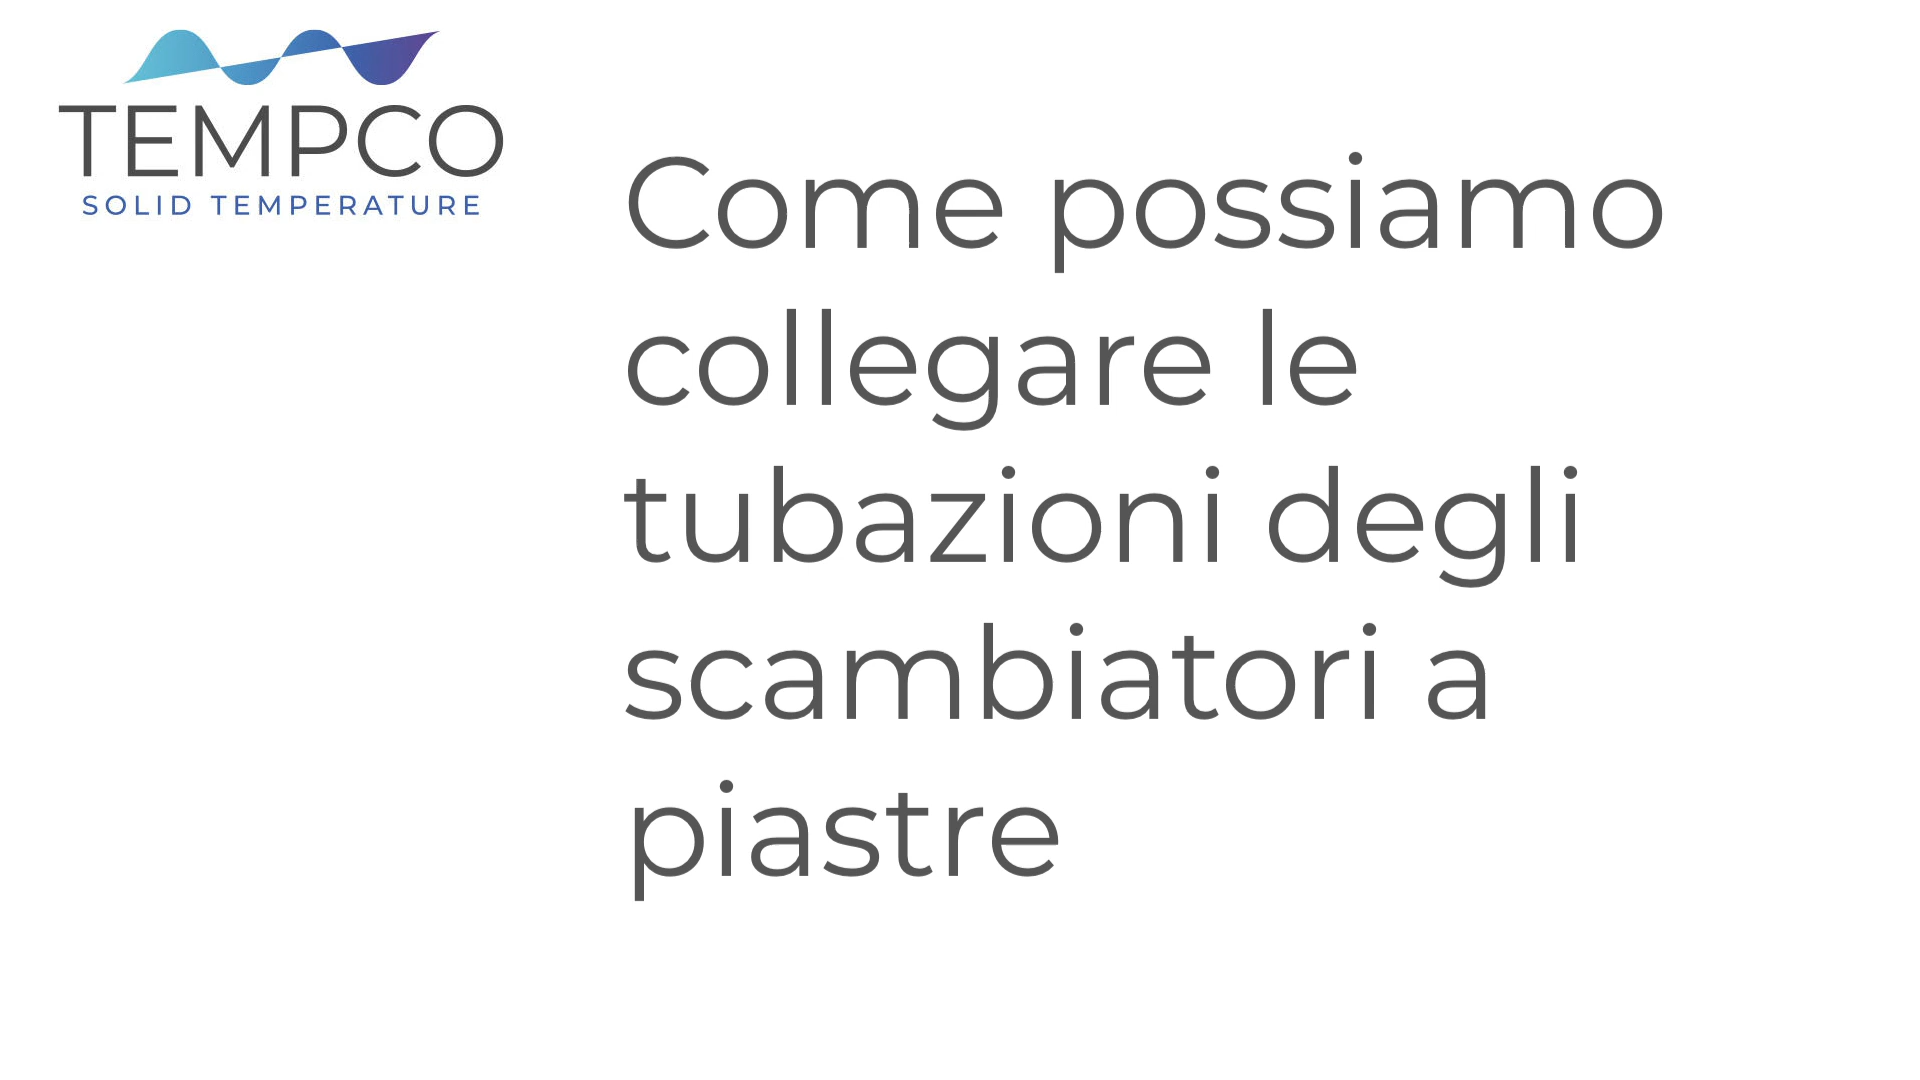 TEMPCO
SOLID TEMPERATURE
Come possiamo
collegare le
tubazioni degli
scambiatori a
piastre